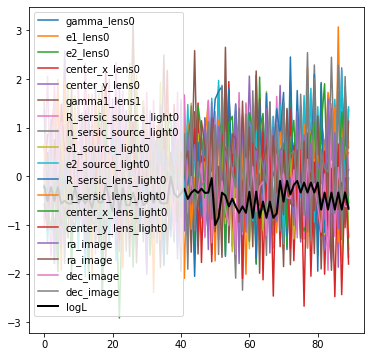 gamma_lens0
e1_lens0
e2_lens0
center_x_lens0
center_y_lens0
gamma1_lens1
R_sersic_source_light0
n_sersic_source_light0
e1_source_light0
e2_source_light0
R_sersic_lens_light0
n_sersic_lens_light0
center_x_lens_light0
center_y_lens_light0
ra_image
ra_image
dec_image
dec_image
logL
3
2
1
0
−1
−2
−3
0 20 40 60 80